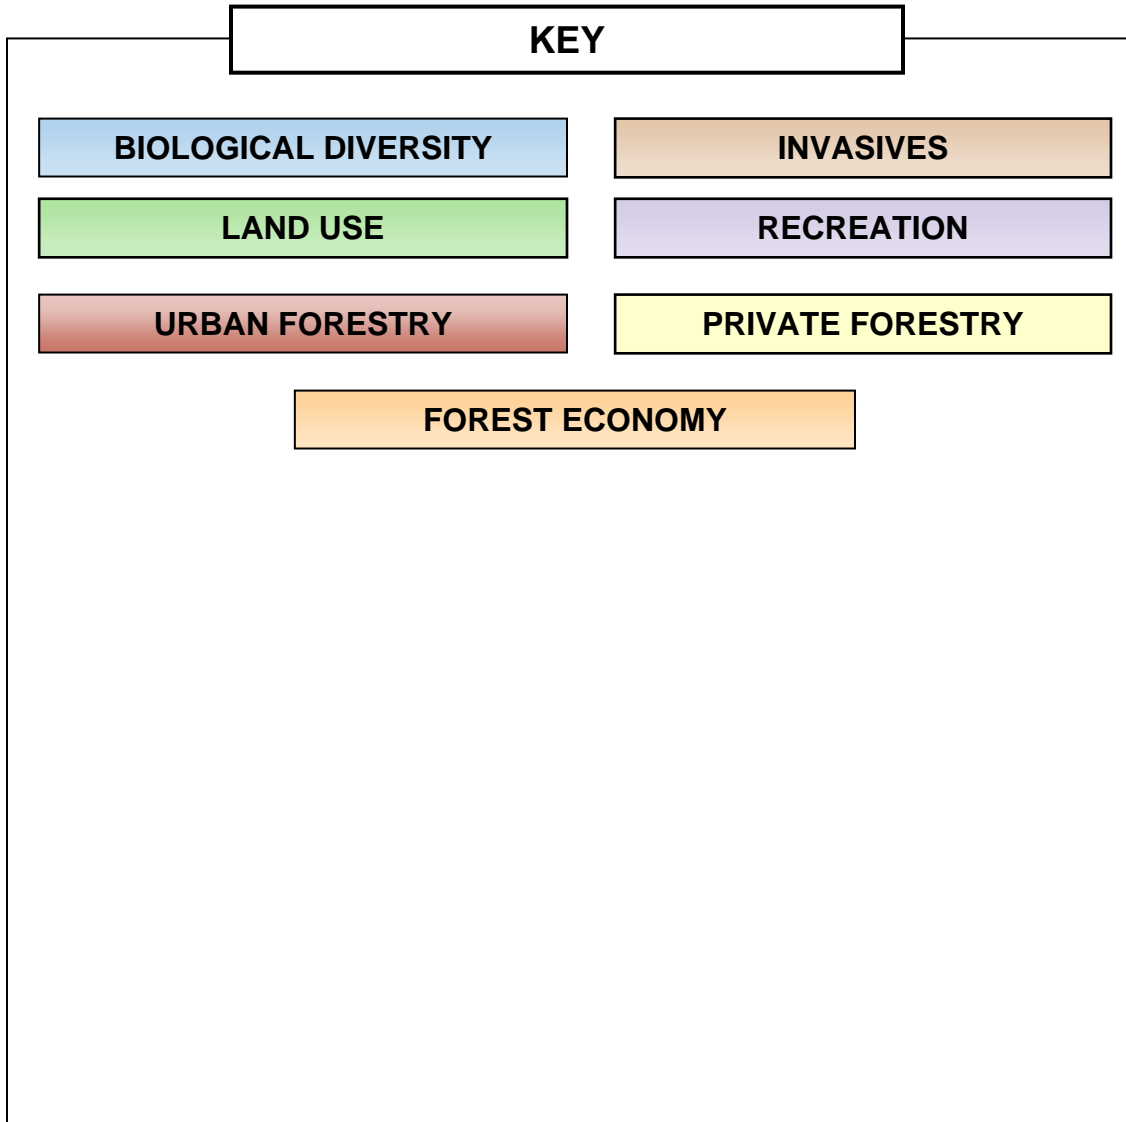 KEY
BIOLOGICAL DIVERSITY
INVASIVES
LAND USE
RECREATION
URBAN FORESTRY
PRIVATE FORESTRY
FOREST ECONOMY